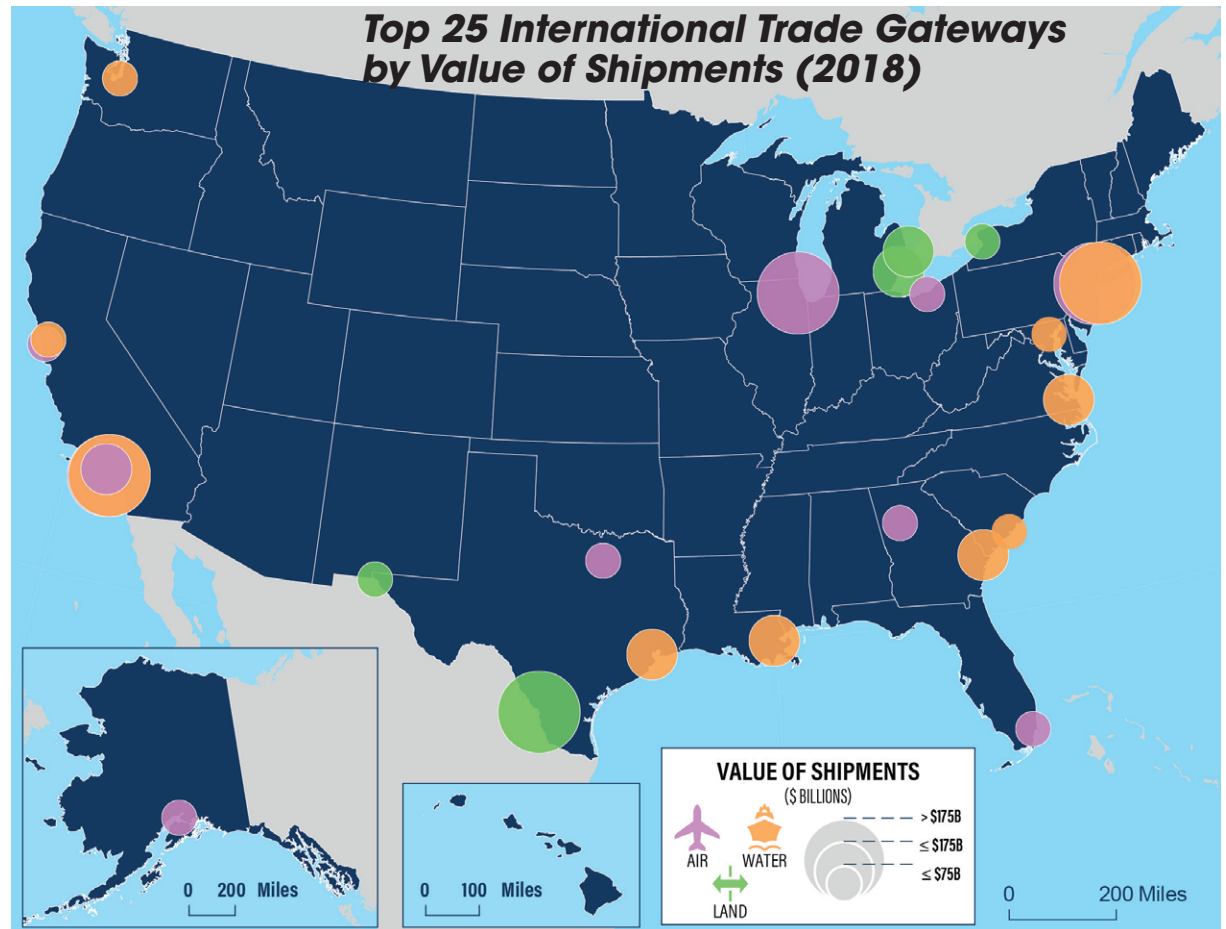 Top 25 International Trade Gateways
by Value of Shipments (2018)
VALUE OF SHIPMENTS
($ BILLIONS)
AIR
WATER
LAND
> $175B
≤ $175B
≤ $75B
0 200 Miles
0 100 Miles
0 200 Miles